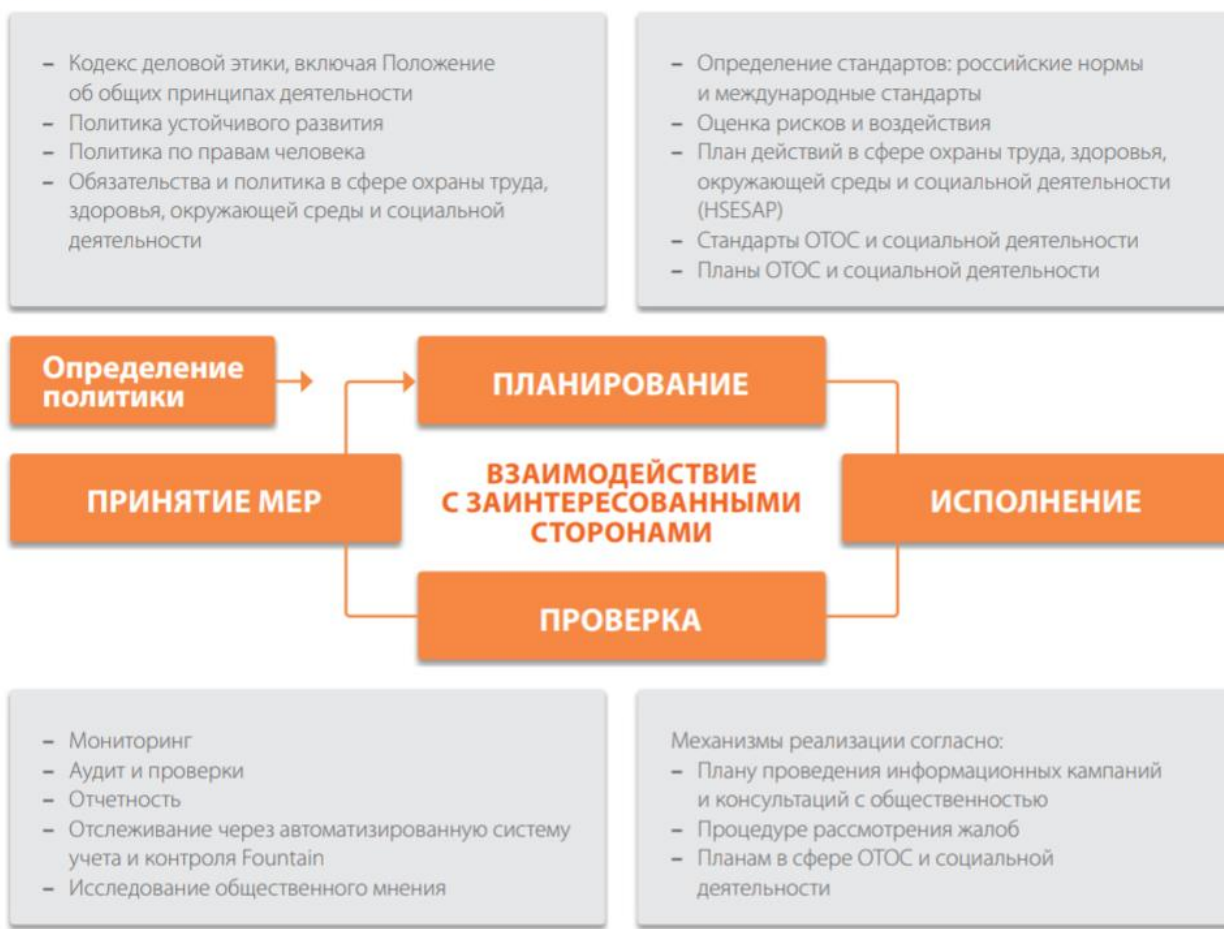 – Кодекс деловой этики, включая Положение
об общих принципах деятельности
– Политика устойчивого развития
– Политика по правам человека
– Обязательства и политика в сфере охраны труда,
здоровья, окружающей среды и социальной
деятельности
– Определение стандартов: российские нормы
и международные стандарты
– Оценка рисков и воздействия
– План действий в сфере охраны труда, здоровья,
окружающей среды и социальной деятельности
(HSESAP)
– Стандарты ОТОС и социальной деятельности
– Планы ОТОС и социальной деятельности
Определение
политики
ПЛАНИРОВАНИЕ
ПРИНЯТИЕ МЕР
ВЗАИМОДЕЙСТВИЕ
С ЗАИНТЕРЕСОВАННЫМИ
СТОРОНАМИ
ИСПОЛНЕНИЕ
ПРОВЕРКА
– Мониторинг
– Аудит и проверки
– Отчетность
– Отслеживание через автоматизированную систему
учета и контроля Fountain
– Исследование общественного мнения
Механизмы реализации согласно:
– Плану проведения информационных кампаний
и консультаций с общественностью
– Процедуре рассмотрения жалоб
– Планам в сфере ОТОС и социальной
деятельности